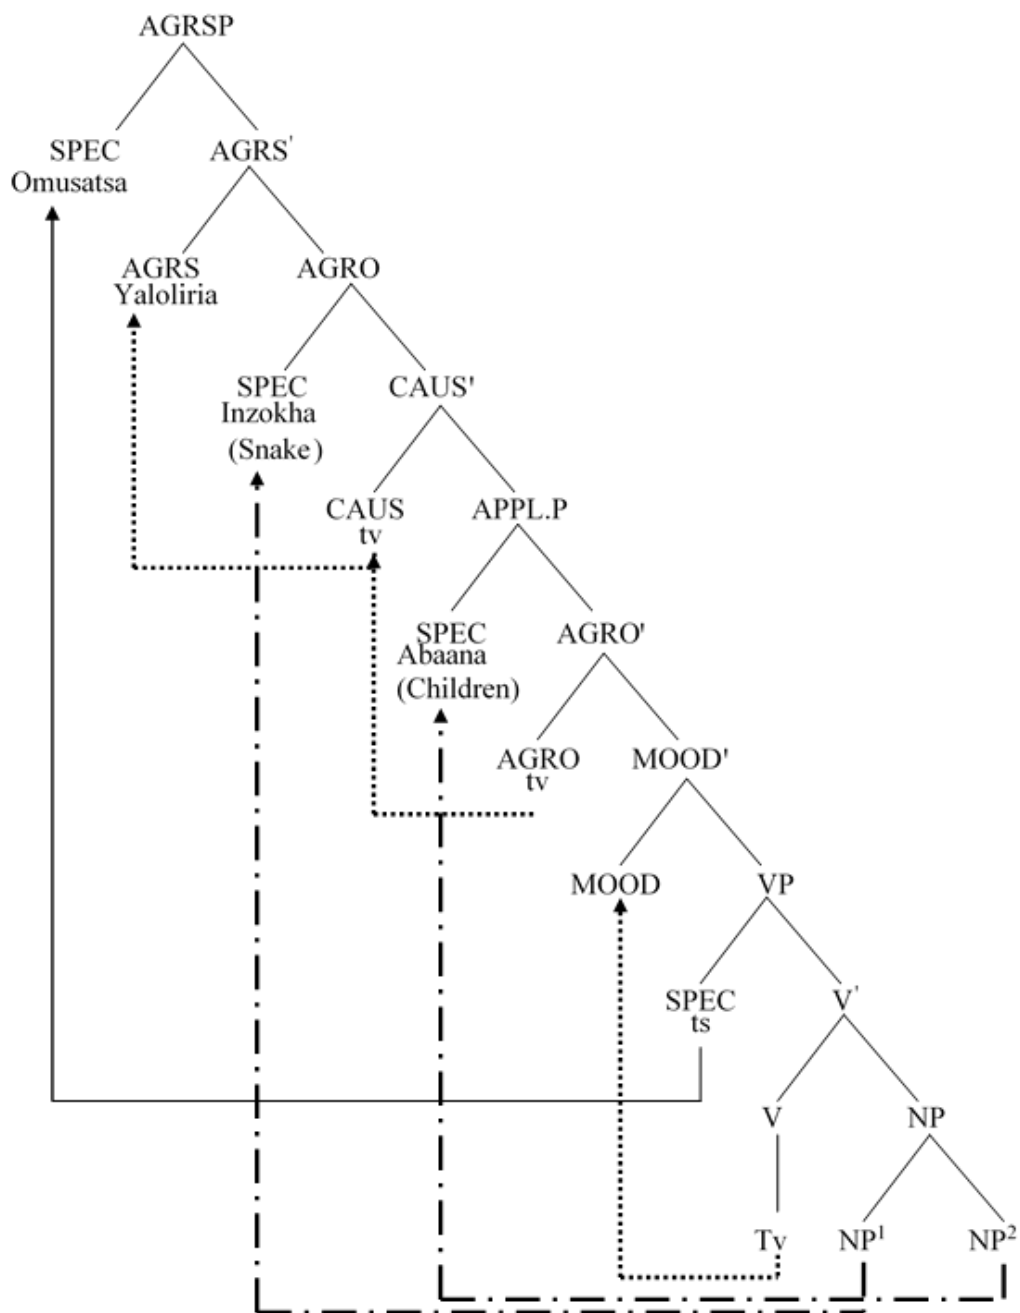 AGRSP
SPEC AGRS'
Omusatsa
AGRS AGRO
Yaloliria
SPEC CAUS'
Inzokha
(Snake)
CAUS APPL.P
tv
SPEC AGRO'
Abaana
(Children)
AGRO MOOD'
tv
MOOD VP
SPEC V'
ts
V NP
Tv NP¹ NP²